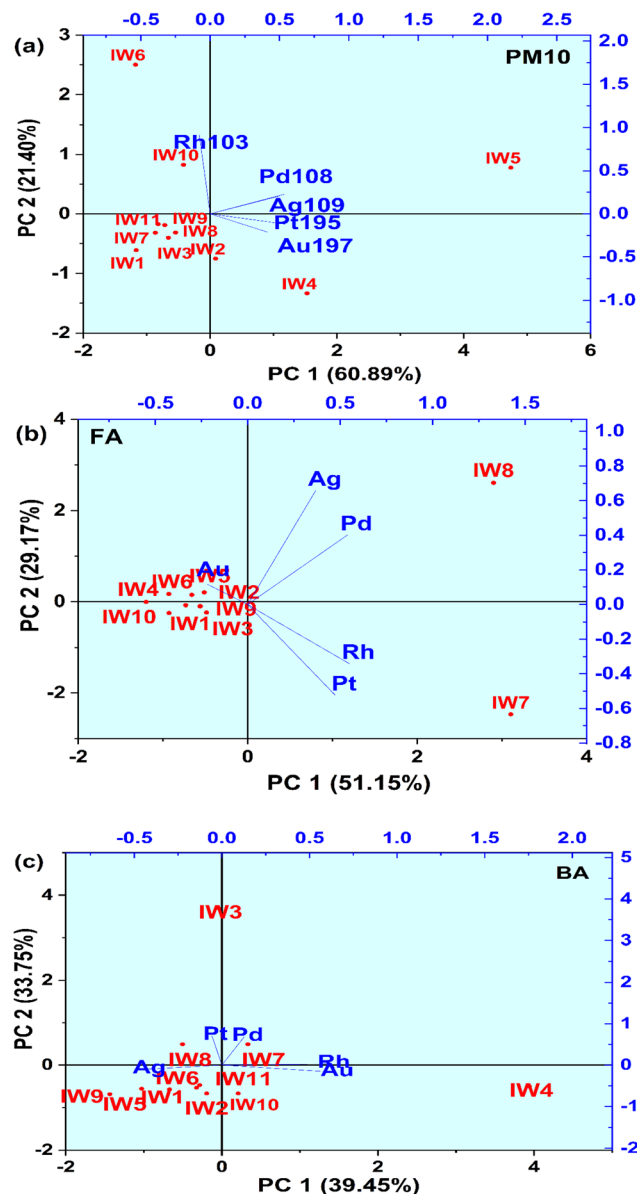 -0.5 0.0 0.5 1.0 1.5 2.0
(a)
PM10
3
2
1
0
-1
-2
PC 2 (21.40%)
2.0
1.5
1.0
0.5
0.0
-0.5
-1.0
IW6
Rh103
IW10
IW5
Pd108
Ag109
IW11 IW9
Pt195
IW7 IW8
Au197
IW3 IW2
IW1
IW4
-2 0 2 4 6
PC 1 (60.89%)
-0.5 0.0 0.5 1.0 1.5
(b)
FA
4
2
0
-2
PC 2 (29.17%)
1.0
0.8
0.6
0.4
0.2
0.0
-0.2
-0.4
-0.6
-0.8
Ag
IW8
Pd
Au
IW5
IW6
IW4 IW2
IW10 IW9
IW1 IW3
Rh
Pt
IW7
-2 0 2 4
PC 1 (51.15%)
-0.5 0.0 0.5 1.0 1.5 2.0
(c)
BA
4
2
0
-2
PC 2 (33.75%)
5
4
3
2
1
0
-1
-2
IW3
Pt Pd
IW8 IW7
Rh
Ag
Au
IW6 IW11
IW9 IW1
IW5 IW2 IW10
IW4
-2 0 2 4
PC 1 (39.45%)